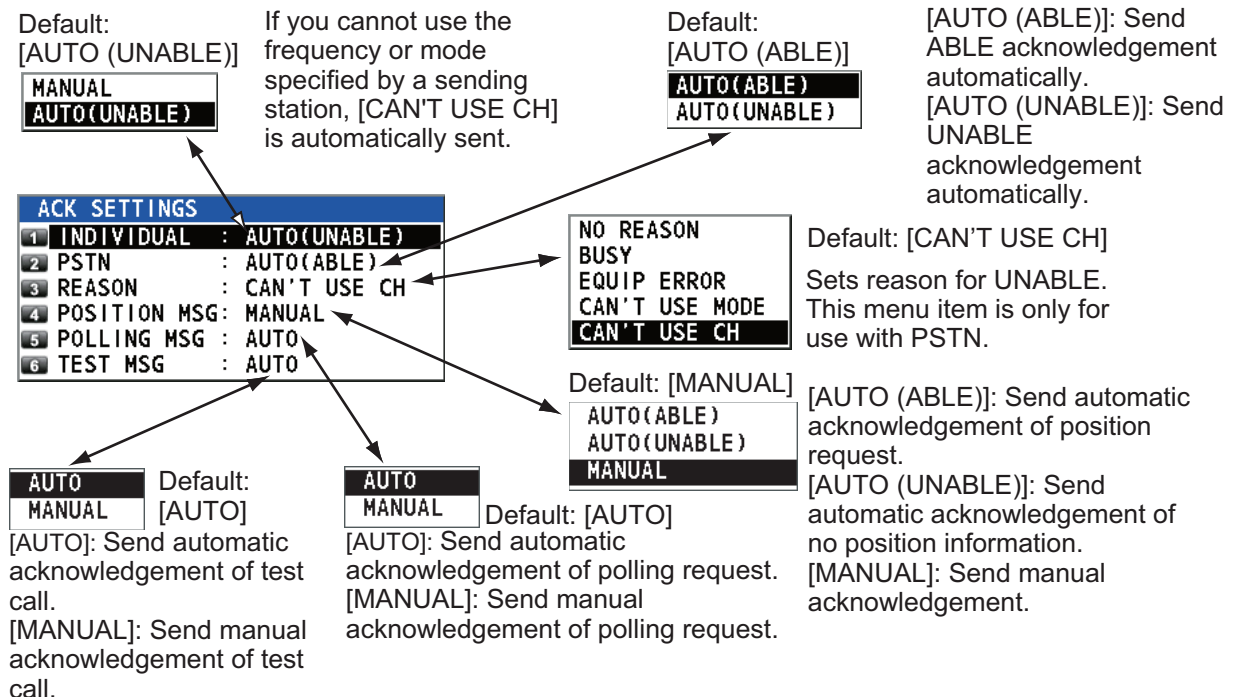 Default:
[AUTO (UNABLE)]
MANUAL
AUTO(UNABLE)
If you cannot use the
frequency or mode
specified by a sending
station, [CAN'T USE CH]
is automatically sent.
Default:
[AUTO (ABLE)]
AUTO(ABLE)
AUTO(UNABLE)
[AUTO (ABLE)]: Send
ABLE acknowledgement
automatically.
[AUTO (UNABLE)]: Send
UNABLE
acknowledgement
automatically.
ACK SETTINGS
1 INDIVIDUAL : AUTO(UNABLE)
2 PSTN : AUTO(ABLE)
3 REASON : CAN'T USE CH
4 POSITION MSG: MANUAL
5 POLLING MSG : AUTO
6 TEST MSG : AUTO
NO REASON
BUSY
EQUIP ERROR
CAN'T USE MODE
CAN'T USE CH
Default: [CAN’T USE CH]
Sets reason for UNABLE.
This menu item is only for
use with PSTN.
Default: [MANUAL]
AUTO(ABLE)
AUTO(UNABLE)
MANUAL
[AUTO (ABLE)]: Send automatic
acknowledgement of position
request.
[AUTO (UNABLE)]: Send
automatic acknowledgement of
no position information.
[MANUAL]: Send manual
acknowledgement.
AUTO
MANUAL
Default:
[AUTO]
[AUTO]: Send automatic
acknowledgement of test
call.
[MANUAL]: Send manual
acknowledgement of test
call.
AUTO
MANUAL
Default: [AUTO]
[AUTO]: Send automatic
acknowledgement of polling request.
[MANUAL]: Send manual
acknowledgement of polling request.